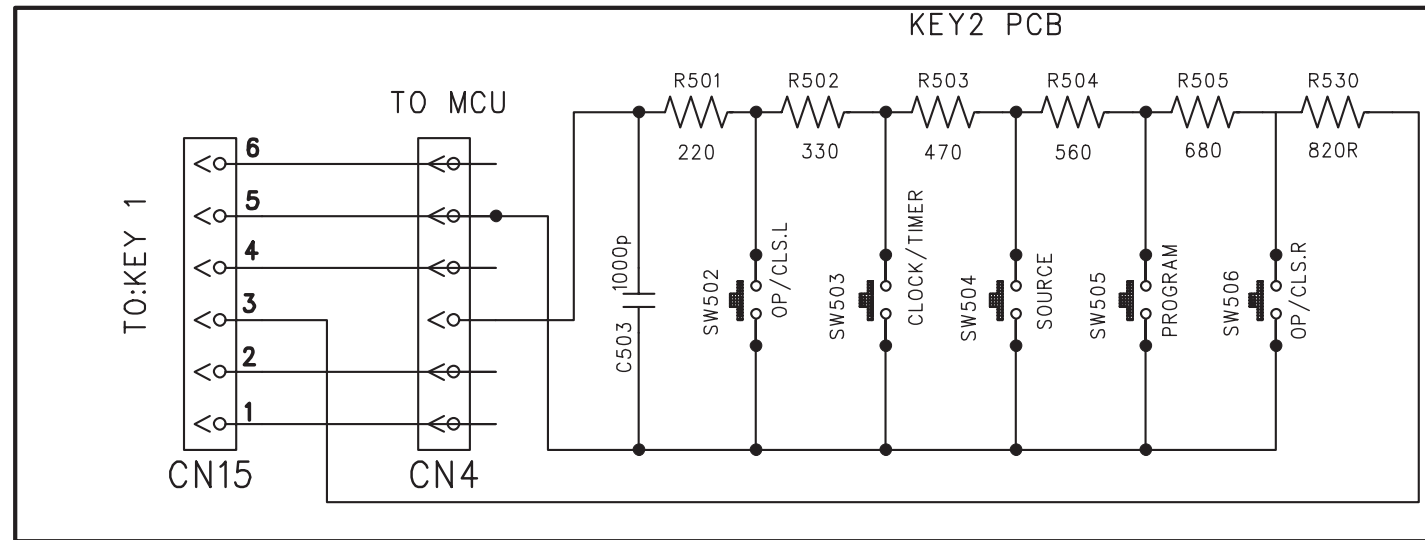 KEY2 PCB
R501
R502
R503
R504
R505
R530
220
330
470
560
680
820R
TO MCU
TO:KEY 1
6
5
4
3
2
1
CN15
CN4
1000p
C503
SW502
OP/CLS.L
SW503
CLOCK/TIMER
SW504
SOURCE
SW505
PROGRAM
SW506
OP/CLS.R